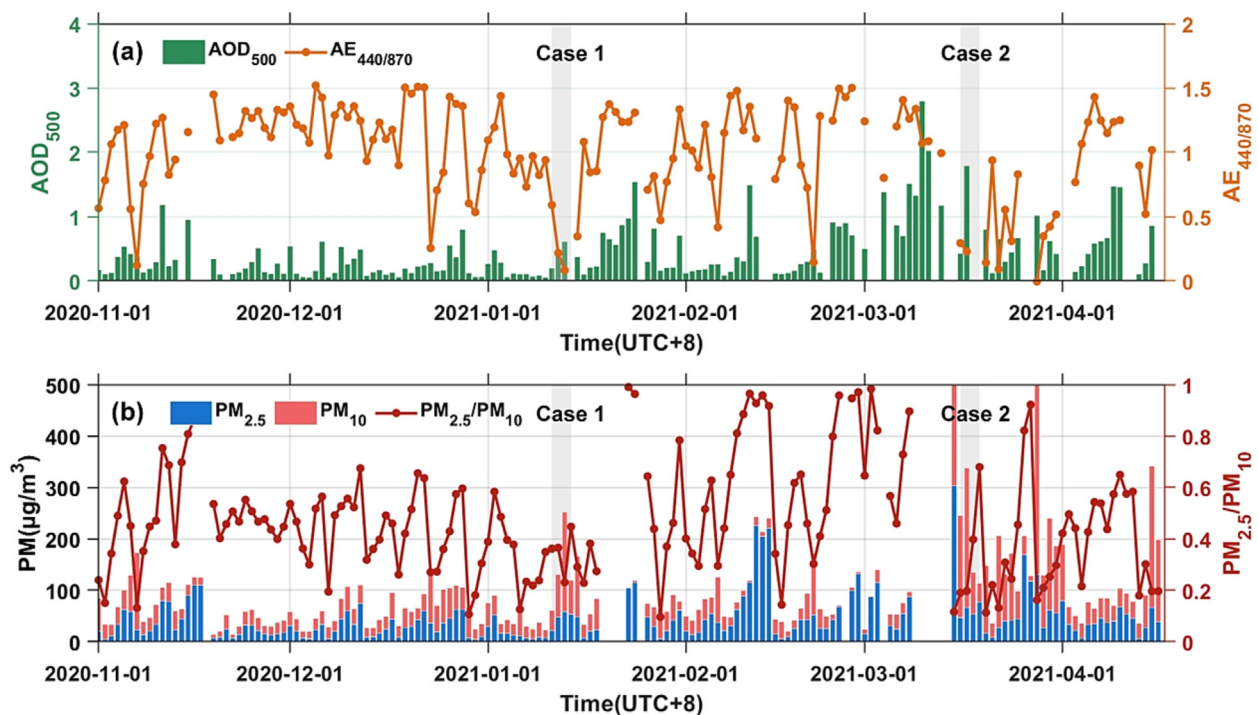 (a) AOD500 AE440/870 Case 1 Case 2
AOD500
AE440/870
4
3
2
1
0
2
1.5
1
0.5
0
2020-11-01 2020-12-01 2021-01-01 2021-02-01 2021-03-01 2021-04-01
Time(UTC+8)
(b) PM2.5 PM10 PM2.5/PM10 Case 1 Case 2
PM(µg/m3)
PM2.5/PM10
500
400
300
200
100
0
1
0.8
0.6
0.4
0.2
0
2020-11-01 2020-12-01 2021-01-01 2021-02-01 2021-03-01 2021-04-01
Time(UTC+8)